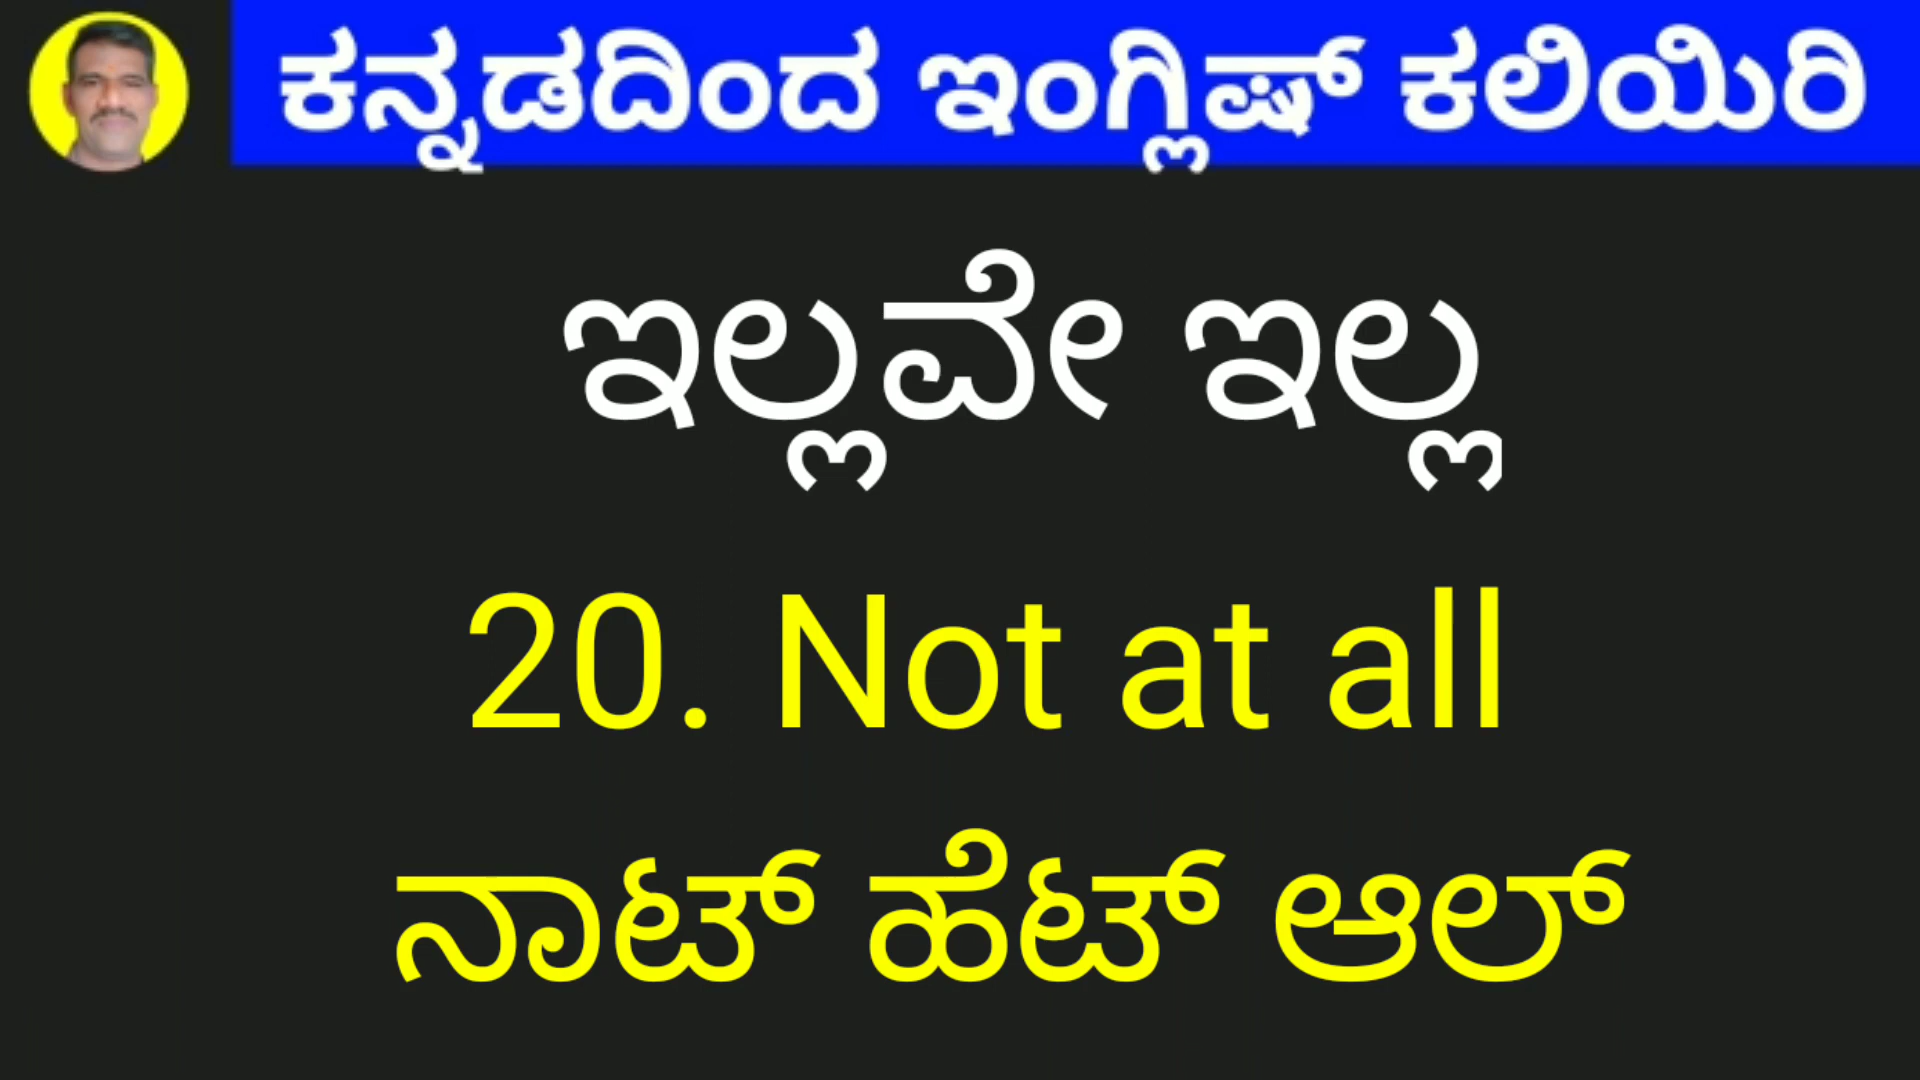 ಕನ್ನಡದಿಂದ ಇಂಗ್ಲಿಷ್ ಕಲಿಯಿರಿ
ಇಲ್ಲವೇ ಇಲ್ಲ
20. Not at all
ನಾಟ್ ಹೆಟ್ ಆಲ್